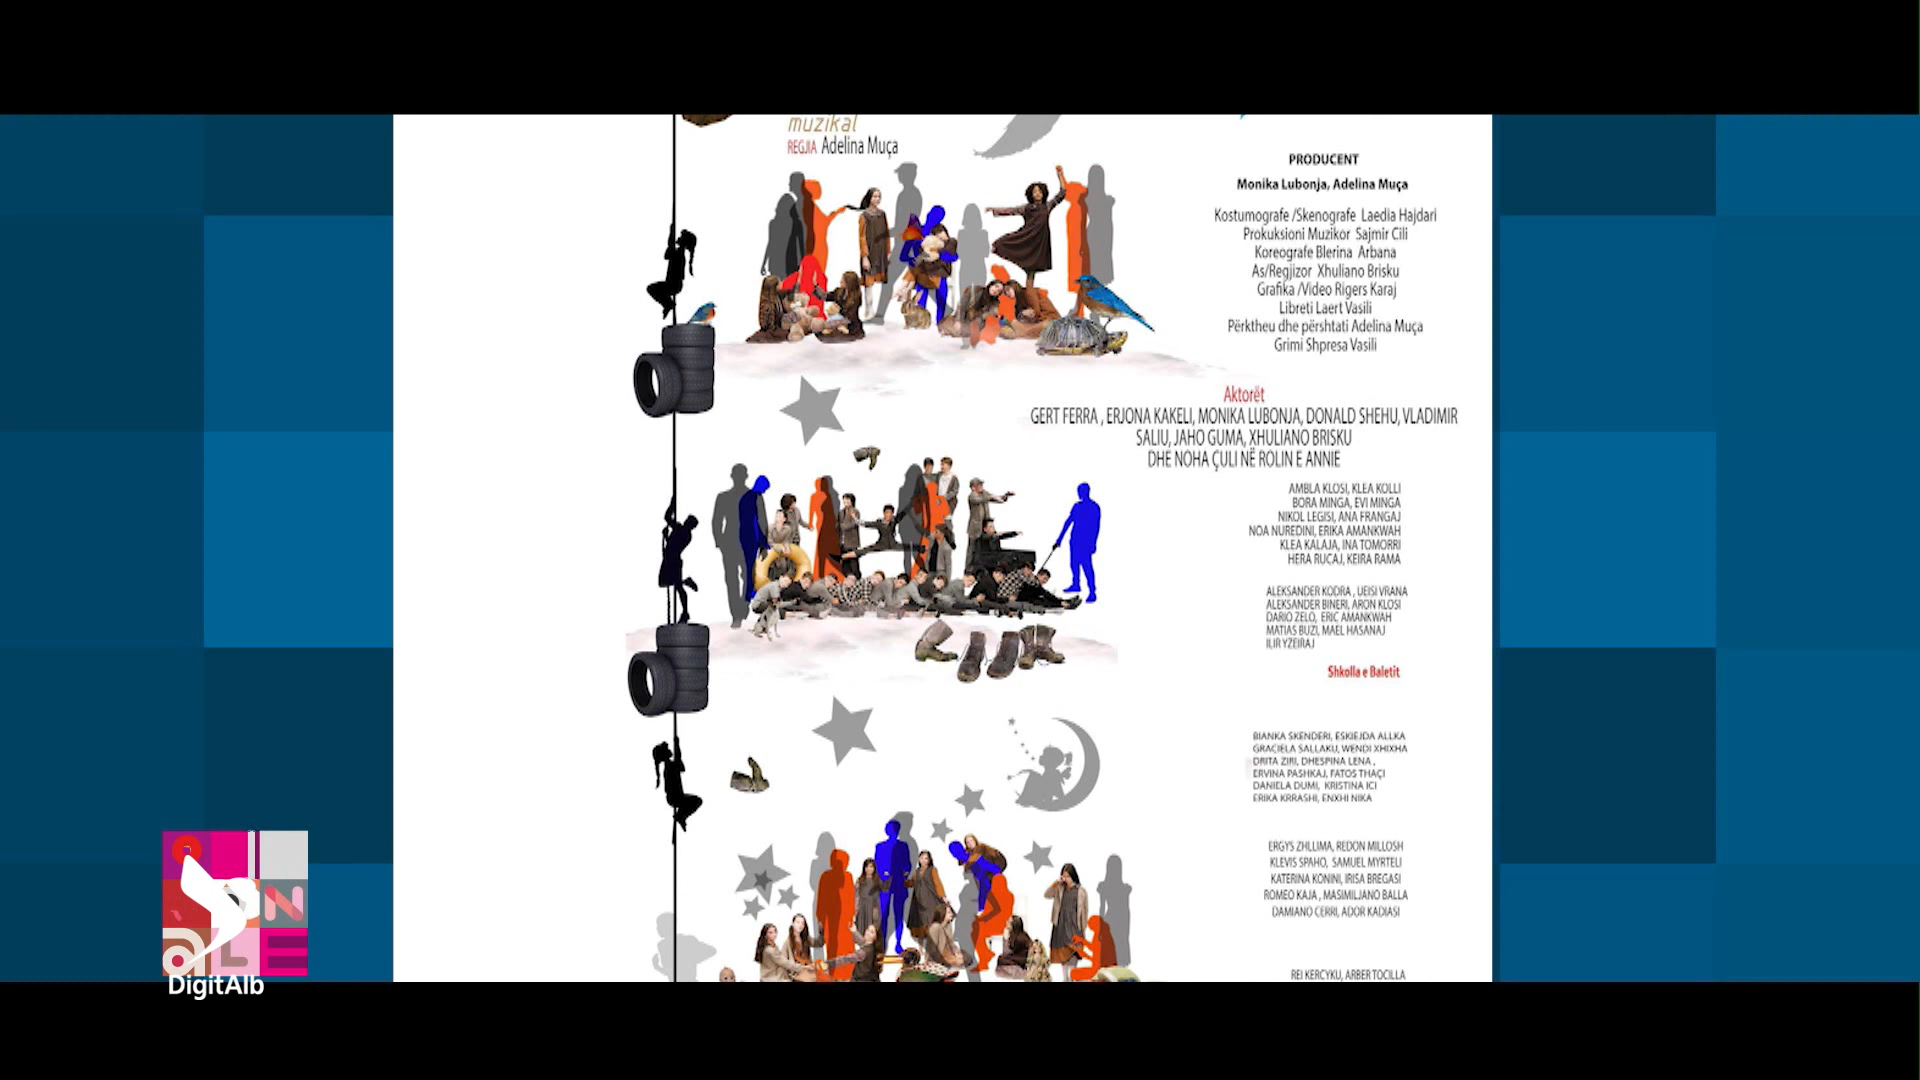 muzikal
REGJIA Adelina Muça
PRODUCENT
Monika Lubonja, Adelina Muça
Kostumografe /Skenografe Laedia Hajdari
Prokuksioni Muzikor Sajmir Cili
Koreografe Blerina Arbana
As/Regjizor Xhuliano Brisku
Grafika /Video Rigers Karaj
Libreti Laert Vasili
Përktheu dhe përshtati Adelina Muça
Grimi Shpresa Vasili
Aktorët
GERT FERRA , ERJONA KAKELI, MONIKA LUBONJA, DONALD SHEHU, VLADIMIR
SALIU, JAHO GUMA, XHULIANO BRISKU
DHE NOHA ÇULI NË ROLIN E ANNIE
AMBLA KLOSI, KLEA KOLLI
BORA MINGA, EVI MINGA
NIKOL LEGISI, ANA FRANGAJ
NOA NUREDINI, ERIKA AMANKWAH
KLEA KALAJA, INA TOMORRI
HERA RUCAJ, KEIRA RAMA
ALEKSANDER KODRA , UEISI VRANA
ALEKSANDER BINERI, ARON KLOSI
DARIO ZELO, ERIC AMANKWAH
MATIAS BUZI, MAEL HASANAJ
ILIR YZEIRAJ
Shkolla e Baletit
BIANKA SKENDERI, ESKIEJDA ALLKA
GRACIELA SALLAKU, WENDI XHIXHA
DRITA ZIRI, DHESPINA LENA ,
ERVINA PASHKAJ, FATOS THAÇI
DANIELA DUMI, KRISTINA ICI
ERIKA KRRASHI, ENXHI NIKA
ERGYS ZHLLIMA, REDON MILLOSH
KLEVIS SPAHO, SAMUEL MYRTELI
KATERINA KONINI, IRISA BREGASI
ROMEO KAJA , MASIMILJANO BALLA
DAMIANO CERRI, ADOR KADIASI
REI KERCYKU, ARBER TOCILLA
DigitAlb